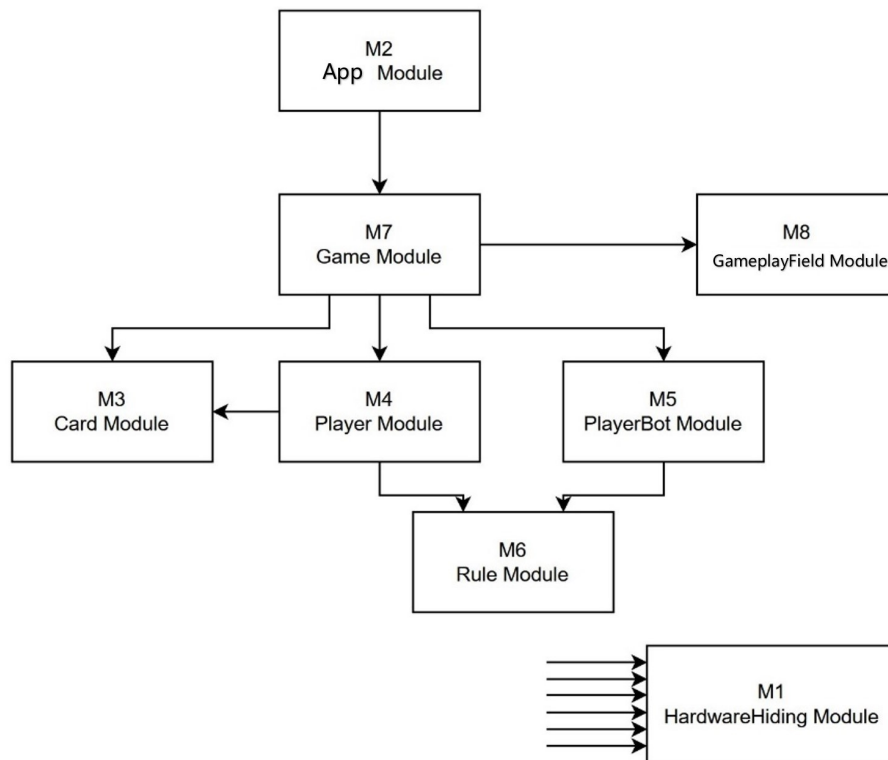 M2
App Module
M7
Game Module
M8
GameplayField Module
M3
Card Module
M4
Player Module
M5
PlayerBot Module
M6
Rule Module
M1
HardwareHiding Module